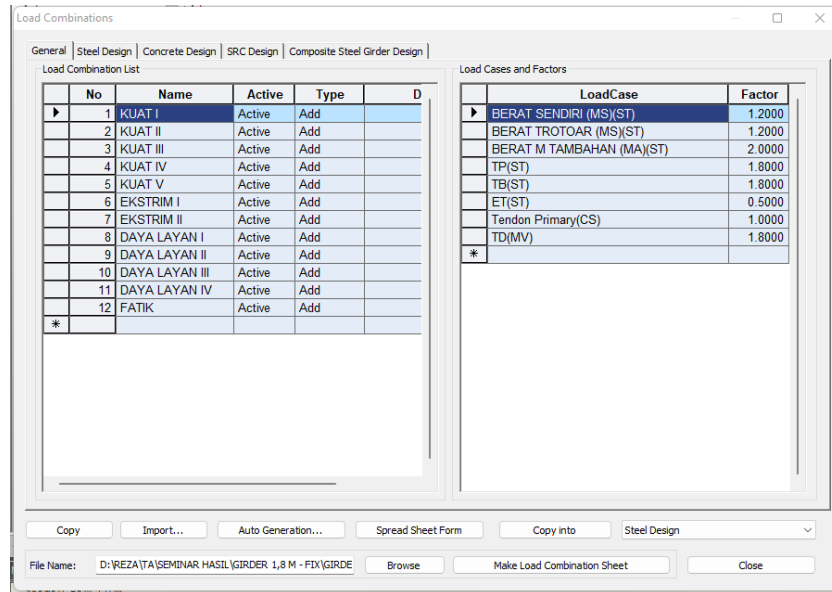 Load Combinations
General Steel Design Concrete Design SRC Design Composite Steel Girder Design
Load Combination List
No Name Active Type D
1 KUAT I Active Add
2 KUAT II Active Add
3 KUAT III Active Add
4 KUAT IV Active Add
5 KUAT V Active Add
6 EKSTRIM I Active Add
7 EKSTRIM II Active Add
8 DAYA LAYAN I Active Add
9 DAYA LAYAN II Active Add
10 DAYA LAYAN III Active Add
11 DAYA LAYAN IV Active Add
12 FATIK Active Add
Load Cases and Factors
LoadCase Factor
BERAT SENDIRI (MS)(ST) 1.2000
BERAT TROTOAR (MS)(ST) 1.2000
BERAT M TAMBAHAN (MA)(ST) 2.0000
TP(ST) 1.8000
TB(ST) 1.8000
ET(ST) 0.5000
Tendon Primary(CS) 1.0000
TD(MV) 1.8000
Copy Import... Auto Generation... Spread Sheet Form Copy into Steel Design
File Name: D:\REZA\TA\SEMINAR HASIL\GIRDER 1,8 M - FIX\GIRDE Browse Make Load Combination Sheet Close